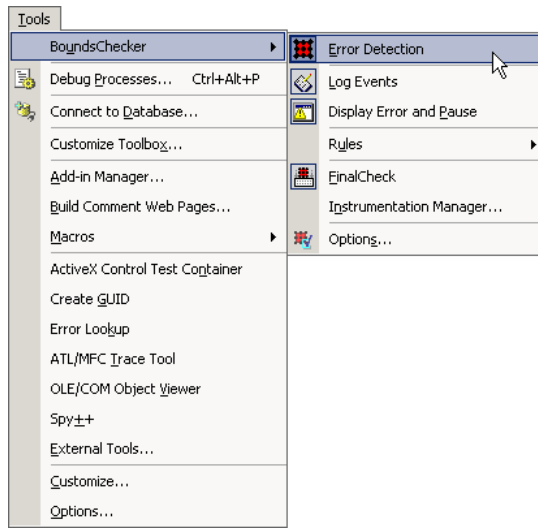 Tools
BoundsChecker
Debug Processes... Ctrl+Alt+P
Connect to Database...
Customize Toolbox...
Add-in Manager...
Build Comment Web Pages...
Macros
ActiveX Control Test Container
Create GUID
Error Lookup
ATL/MFC Trace Tool
OLE/COM Object Viewer
Spy++
External Tools...
Customize...
Options...
Error Detection
Log Events
Display Error and Pause
Rules
FinalCheck
Instrumentation Manager...
Options...